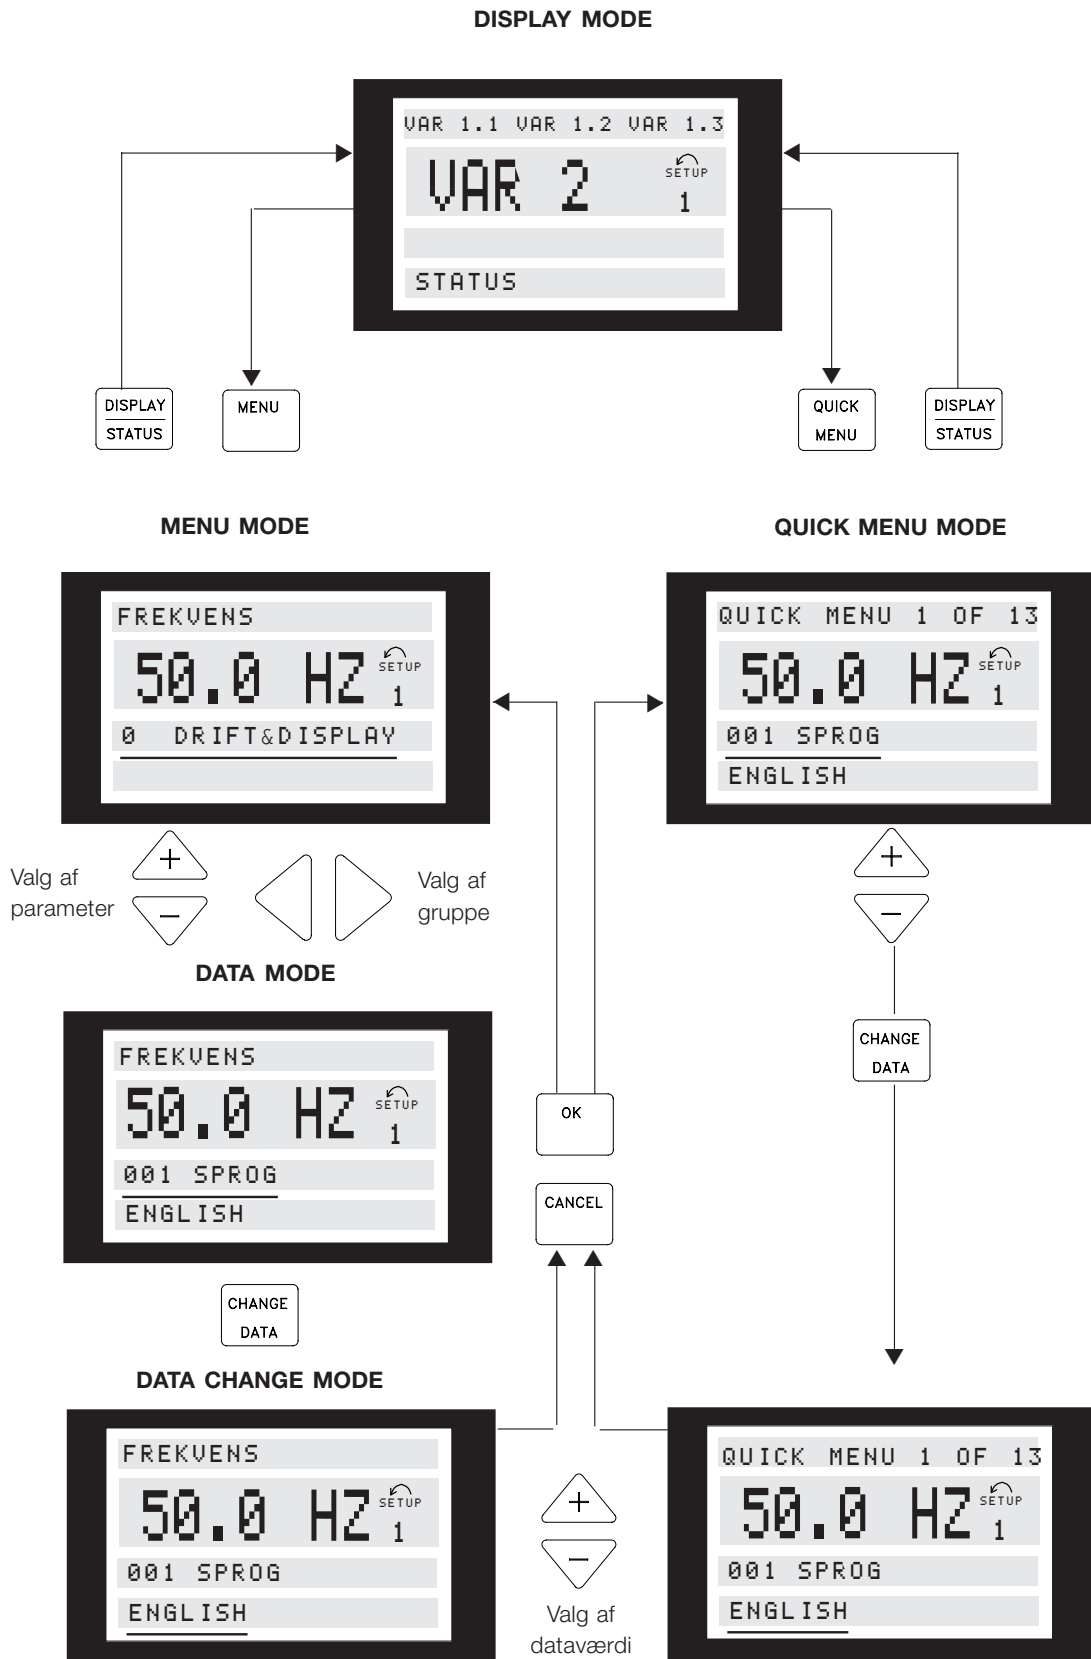 DISPLAY MODE
VAR 1.1 VAR 1.2 VAR 1.3
VAR 2
SETUP
1
STATUS
DISPLAY
STATUS
MENU
QUICK
MENU
DISPLAY
STATUS
MENU MODE
FREKVENS
50.0 HZ
SETUP
1
0 DRIFT&DISPLAY
Valg af
parameter
+
−
Valg af
gruppe
QUICK MENU MODE
QUICK MENU 1 OF 13
50.0 HZ
SETUP
1
001 SPROG
ENGLISH
+
−
CHANGE
DATA
DATA MODE
FREKVENS
50.0 HZ
SETUP
1
001 SPROG
ENGLISH
CHANGE
DATA
OK
CANCEL
DATA CHANGE MODE
FREKVENS
50.0 HZ
SETUP
1
001 SPROG
ENGLISH
+
−
Valg af
dataværdi
QUICK MENU 1 OF 13
50.0 HZ
SETUP
1
001 SPROG
ENGLISH